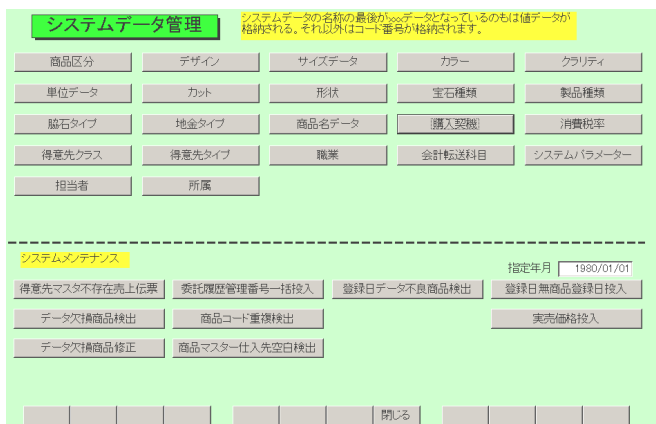 システムデータ管理
システムデータの名称の最後がxxxデータとなっているのもは値データが
格納される。それ以外はコード番号が格納されます。
商品区分 デザイン サイズデータ カラー クラリティ
単位データ カット 形状 宝石種類 製品種類
脇石タイプ 地金タイプ 商品名データ 購入契機 消費税率
得意先クラス 得意先タイプ 職業 会計転送科目 システムパラメーター
担当者 所属
システムメンテナンス
指定年月 1980/01/01
得意先マスタ不存在売上伝票 委託履歴管理番号一括投入 登録日データ不良商品検出 登録日無商品登録日投入
データ欠損商品検出 商品コード重複検出 実売価格投入
データ欠損商品修正 商品マスター仕入先空白検出
閉じる